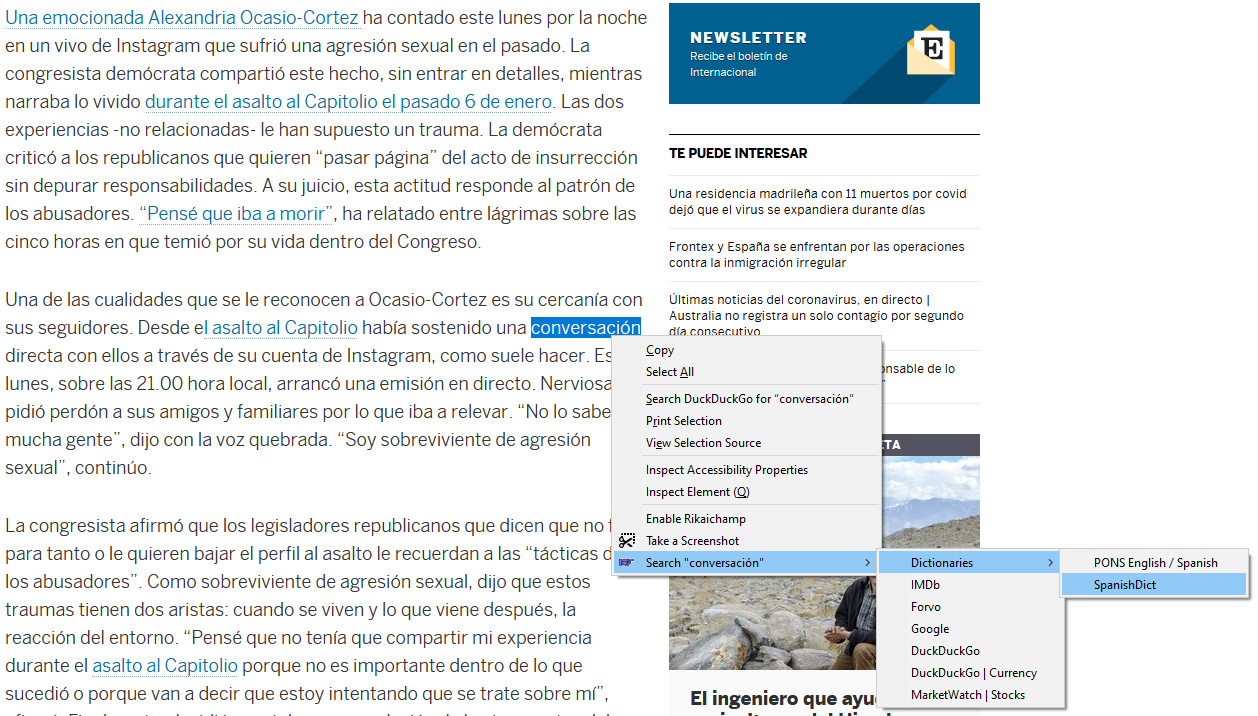 Una emocionada Alexandria Ocasio-Cortez ha contado este lunes por la noche
en un vivo de Instagram que sufrió una agresión sexual en el pasado. La
congresista demócrata compartió este hecho, sin entrar en detalles, mientras
narraba lo vivido durante el asalto al Capitolio el pasado 6 de enero. Las dos
experiencias -no relacionadas- le han supuesto un trauma. La demócrata
criticó a los republicanos que quieren “pasar página” del acto de insurrección
sin depurar responsabilidades. A su juicio, esta actitud responde al patrón de
los abusadores. “Pensé que iba a morir”, ha relatado entre lágrimas sobre las
cinco horas en que temió por su vida dentro del Congreso.
Una de las cualidades que se le reconocen a Ocasio-Cortez es su cercanía con
sus seguidores. Desde el asalto al Capitolio había sostenido una conversación
directa con ellos a través de su cuenta de Instagram, como suele hacer.
lunes, sobre las 21.00 hora local, arrancó una emisión en directo. Nerviosa
pidió perdón a sus amigos y familiares por lo que iba a relevar. “No lo sabe
mucha gente”, dijo con la voz quebrada. “Soy sobreviviente de agresión
sexual”, continúo.
La congresista afirmó que los legisladores republicanos que dicen que no
para tanto o le quieren bajar el perfil al asalto le recuerdan a las “tácticas
los abusadores”. Como sobreviviente de agresión sexual, dijo que estos
traumas tienen dos aristas: cuando se viven y lo que viene después, la
reacción del entorno. “Pensé que no tenía que compartir mi experiencia
durante el asalto al Capitolio porque no es importante dentro de lo que
sucedió o porque van a decir que estoy intentando que se trate sobre mí”,
NEWSLETTER
Recibe el boletín de
Internacional
E
TE PUEDE INTERESAR
Una residencia madrileña con 11 muertos por covid
dejó que el virus se expandiera durante días
Frontex y España se enfrentan por las operaciones
contra la inmigración irregular
Últimas noticias del coronavirus, en directo |
Australia no registra un solo contagio por segundo
día consecutivo
nsable de lo
TA
El ingeniero que ayu
Copy
Select All
Search DuckDuckGo for “conversación”
Print Selection
View Selection Source
Inspect Accessibility Properties
Inspect Element (Q)
Enable Rikaichamp
Take a Screenshot
Search "conversación"
Dictionaries
IMDb
Forvo
Google
DuckDuckGo
DuckDuckGo | Currency
MarketWatch | Stocks
PONS English / Spanish
SpanishDict